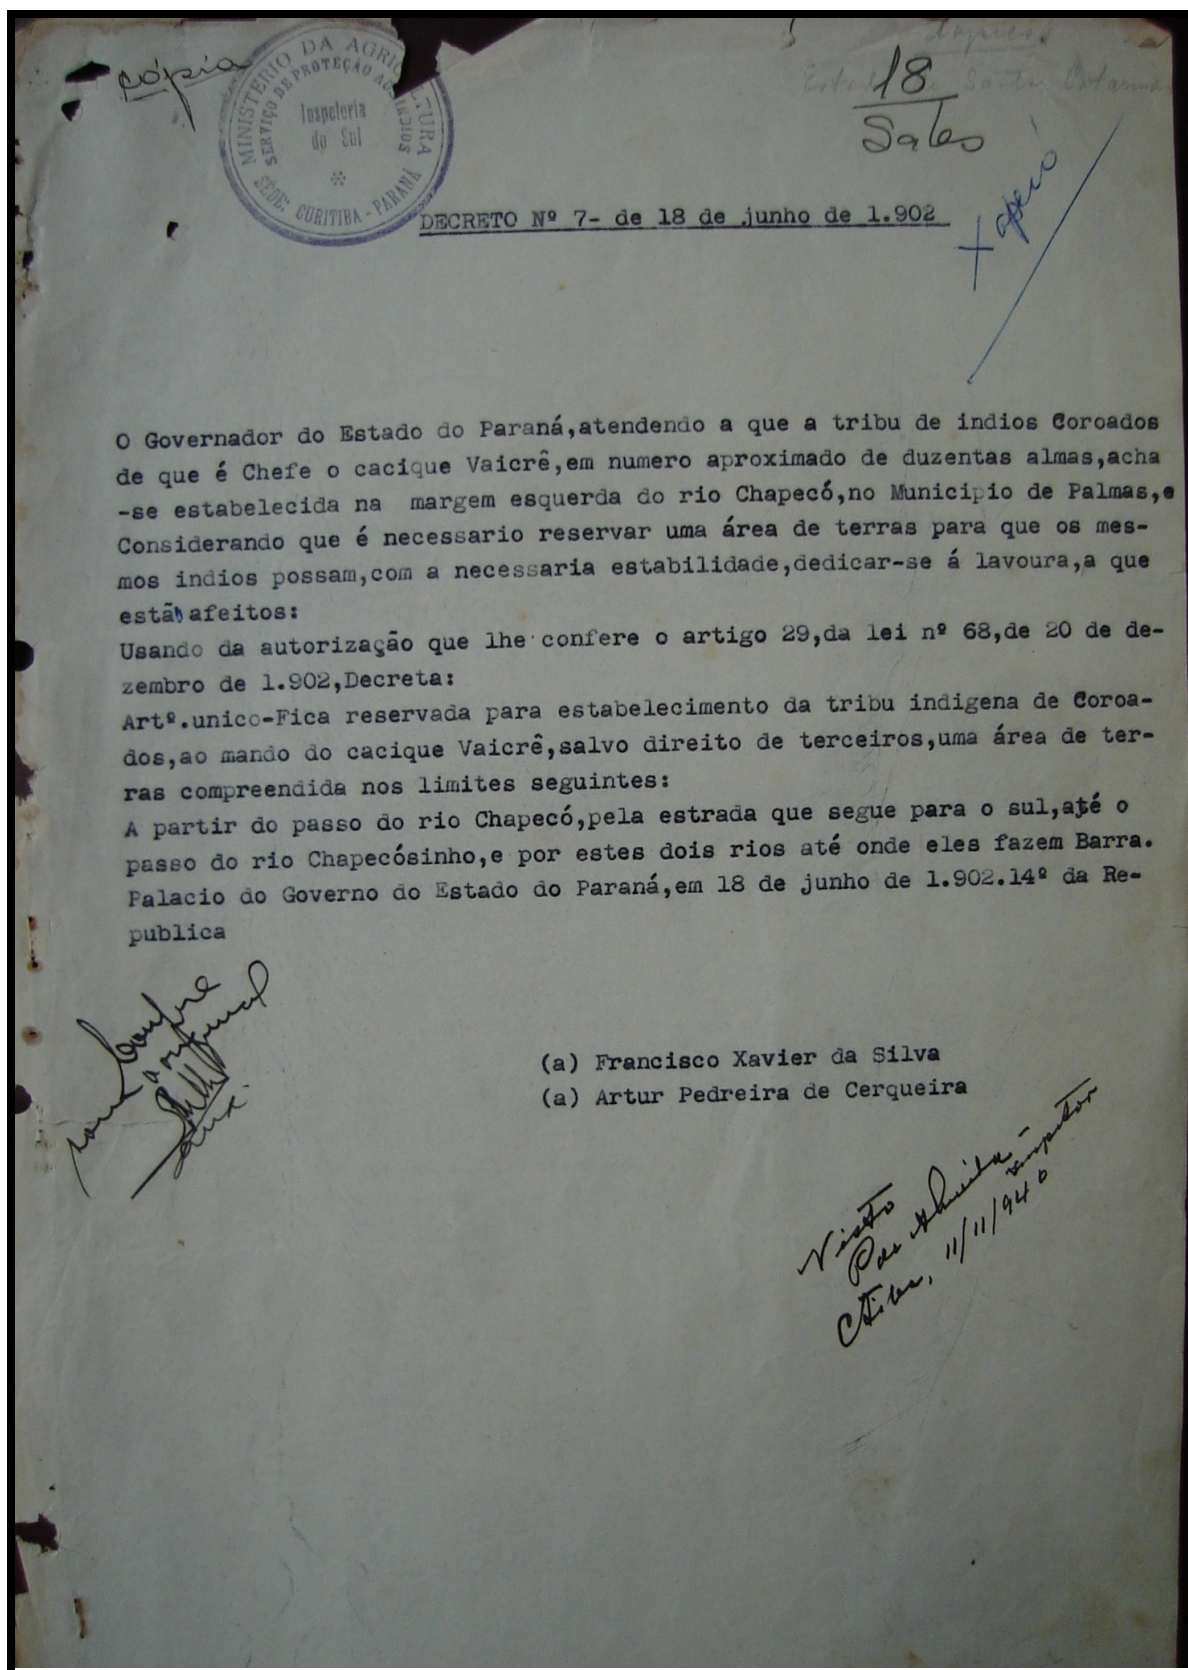 cópia
MINISTERIO DA AGRICULTURA
SERVIÇO DE PROTEÇÃO AOS INDIOS
Inspetoria
do Sul
SÉDE: CURITIBA - PARANÁ
Estado de Santa Catarina
18
Sales
Xapecó
DECRETO Nº 7- de 18 de junho de 1.902
O Governador do Estado do Paraná,atendendo a que a tribu de indios Coroados
de que é Chefe o cacique Vaicrê,em numero aproximado de duzentas almas,acha
-se estabelecida na margem esquerda do rio Chapecó,no Municipio de Palmas,e
Considerando que é necessario reservar uma área de terras para que os mes-
mos indios possam,com a necessaria estabilidade,dedicar-se á lavoura,a que
estão afeitos:
Usando da autorização que lhe confere o artigo 29,da lei nº 68,de 20 de de-
zembro de 1.902,Decreta:
Artº.unico-Fica reservada para estabelecimento da tribu indigena de Coroa-
dos,ao mando do cacique Vaicrê,salvo direito de terceiros,uma área de ter-
ras compreendida nos limites seguintes:
A partir do passo do rio Chapecó,pela estrada que segue para o sul,até o
passo do rio Chapecósinho,e por estes dois rios até onde eles fazem Barra.
Palacio do Governo do Estado do Paraná,em 18 de junho de 1.902.14º da Re-
publica
Confere
com o original
(a) Francisco Xavier da Silva
(a) Artur Pedreira de Cerqueira
Visto
Almeida - Inspetor
11/11/940